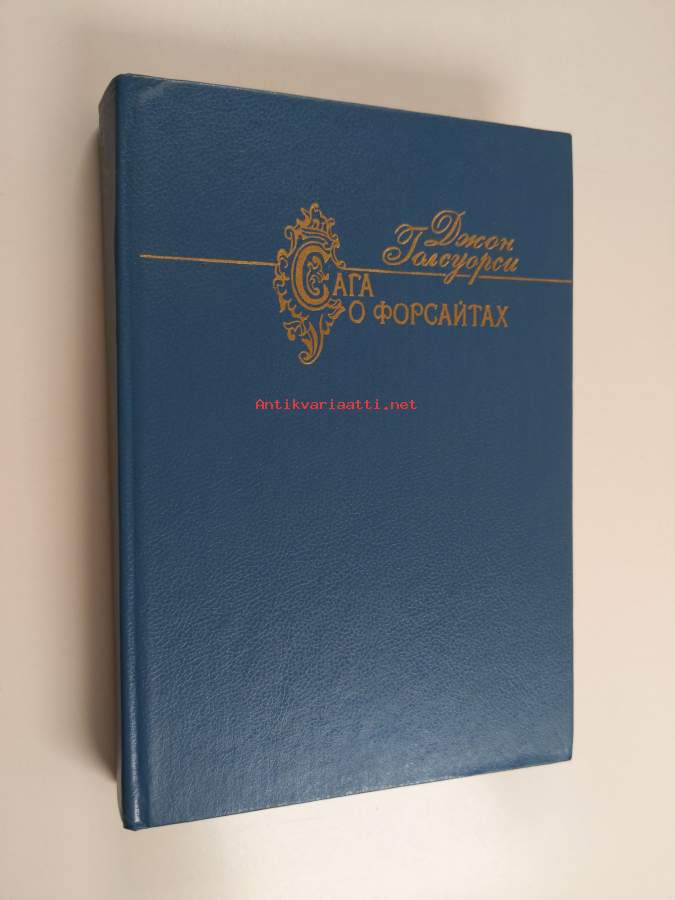 Джон
Голсуорси
Сага
о Форсайтах
Antikvariaatti.net